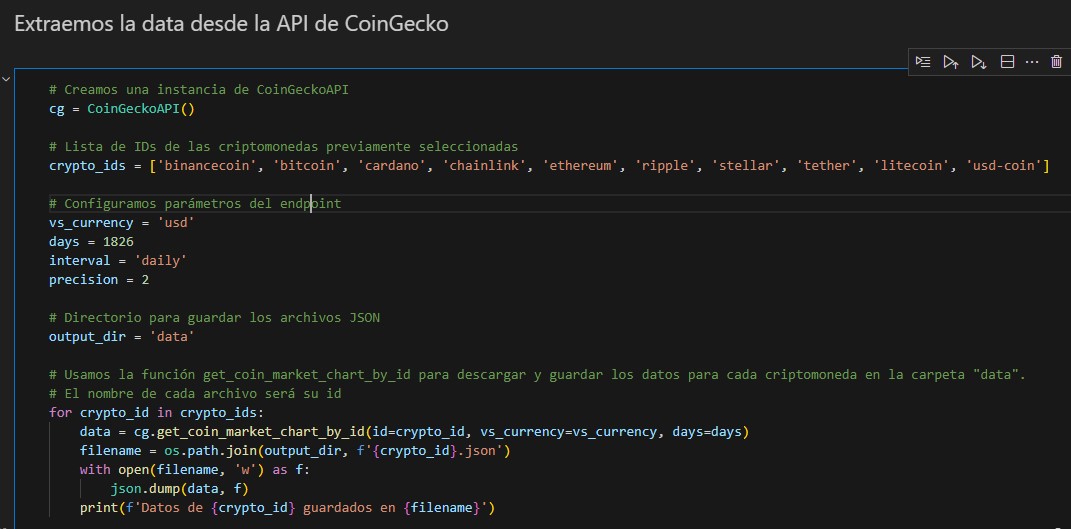 Extraemos la data desde la API de CoinGecko
# Creamos una instancia de CoinGeckoAPI
cg = CoinGeckoAPI()
# Lista de IDs de las criptomonedas previamente seleccionadas
crypto_ids = ['binancecoin', 'bitcoin', 'cardano', 'chainlink', 'ethereum', 'ripple', 'stellar', 'tether', 'litecoin', 'usd-coin']
# Configuramos parámetros del endpoint
vs_currency = 'usd'
days = 1826
interval = 'daily'
precision = 2
# Directorio para guardar los archivos JSON
output_dir = 'data'
# Usamos la función get_coin_market_chart_by_id para descargar y guardar los datos para cada criptomoneda en la carpeta "data".
# El nombre de cada archivo será su id
for crypto_id in crypto_ids:
    data = cg.get_coin_market_chart_by_id(id=crypto_id, vs_currency=vs_currency, days=days)
    filename = os.path.join(output_dir, f'{crypto_id}.json')
    with open(filename, 'w') as f:
        json.dump(data, f)
    print(f'Datos de {crypto_id} guardados en {filename}')